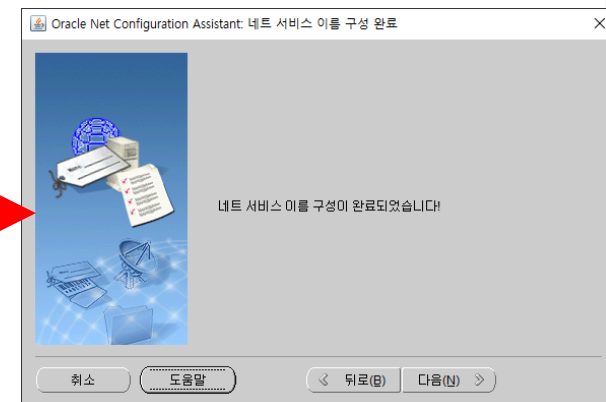 Oracle Net Configuration Assistant: 네트 서비스 이름 구성 완료
네트 서비스 이름 구성이 완료되었습니다!
취소
도움말
뒤로(B)
다음(N)